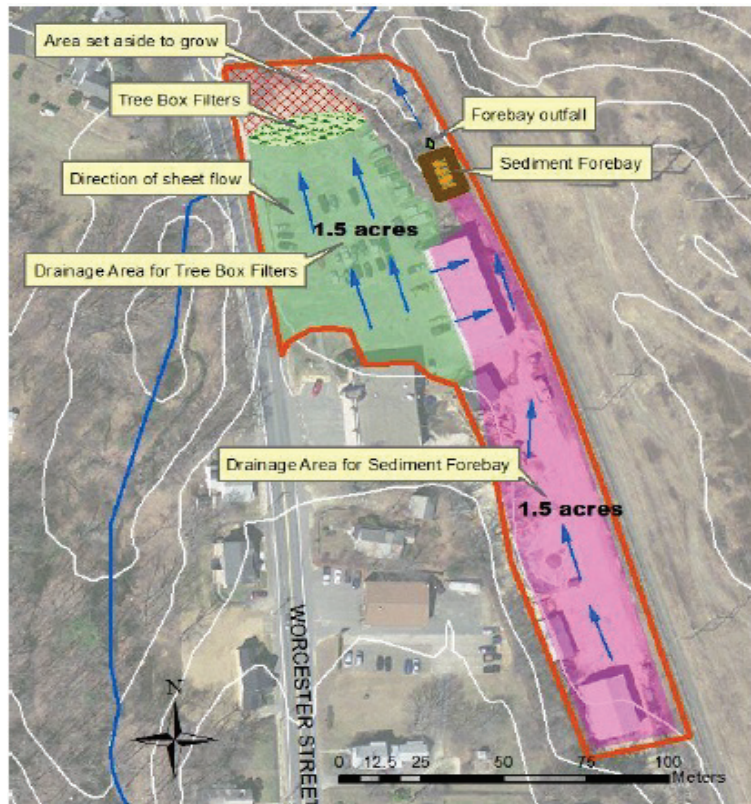 Area set aside to grow
Tree Box Filters
Forebay outfall
Sediment Forebay
Direction of sheet flow
1.5 acres
Drainage Area for Tree Box Filters
Drainage Area for Sediment Forebay
1.5 acres
WORCESTER STREET
N
0 12.5 25 50 75 100
Meters